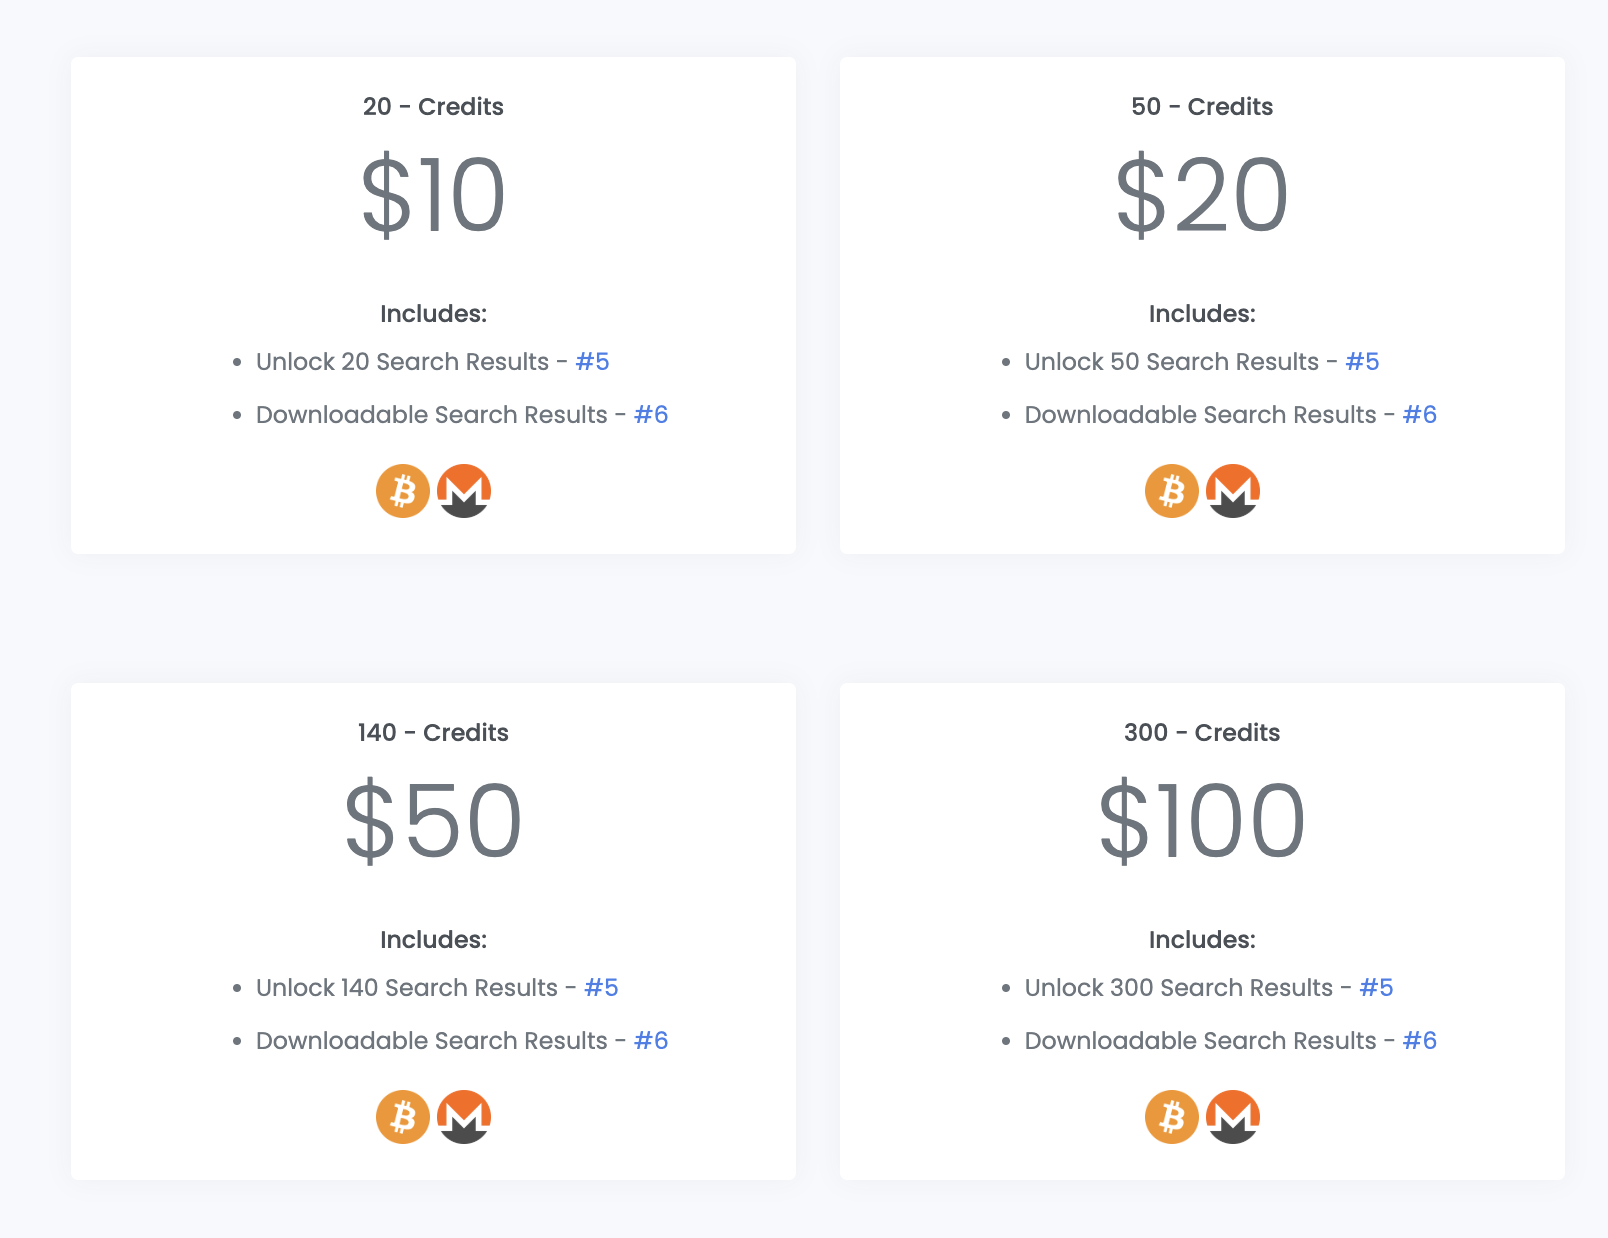 20 - Credits
$10
Includes:
Unlock 20 Search Results - #5
Downloadable Search Results - #6
50 - Credits
$20
Includes:
Unlock 50 Search Results - #5
Downloadable Search Results - #6
140 - Credits
$50
Includes:
Unlock 140 Search Results - #5
Downloadable Search Results - #6
300 - Credits
$100
Includes:
Unlock 300 Search Results - #5
Downloadable Search Results - #6